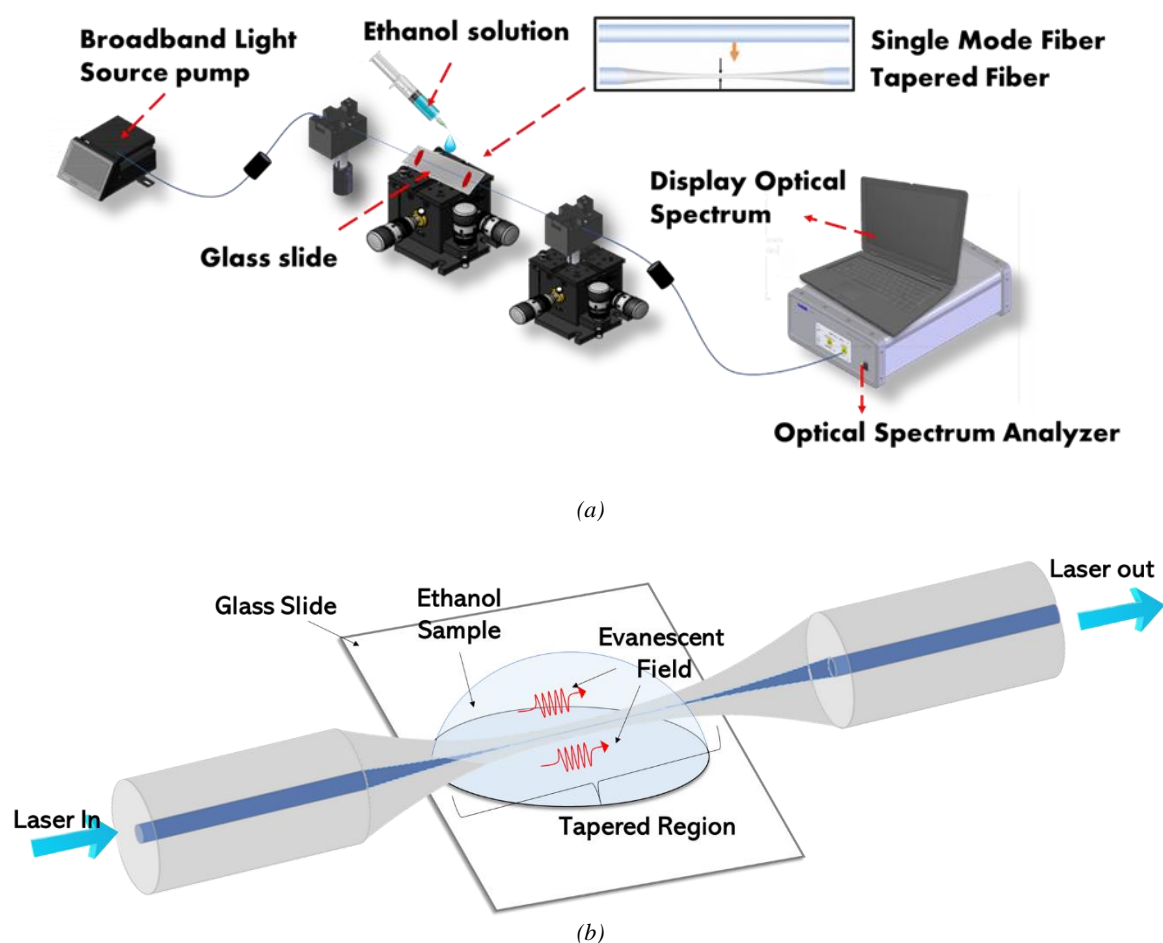 Broadband Light
Source pump
Ethanol solution
Single Mode Fiber
Tapered Fiber
Display Optical
Spectrum
Glass slide
Optical Spectrum Analyzer
(a)
Laser out
Glass Slide
Ethanol
Sample
Evanescent
Field
Laser In
Tapered Region
(b)